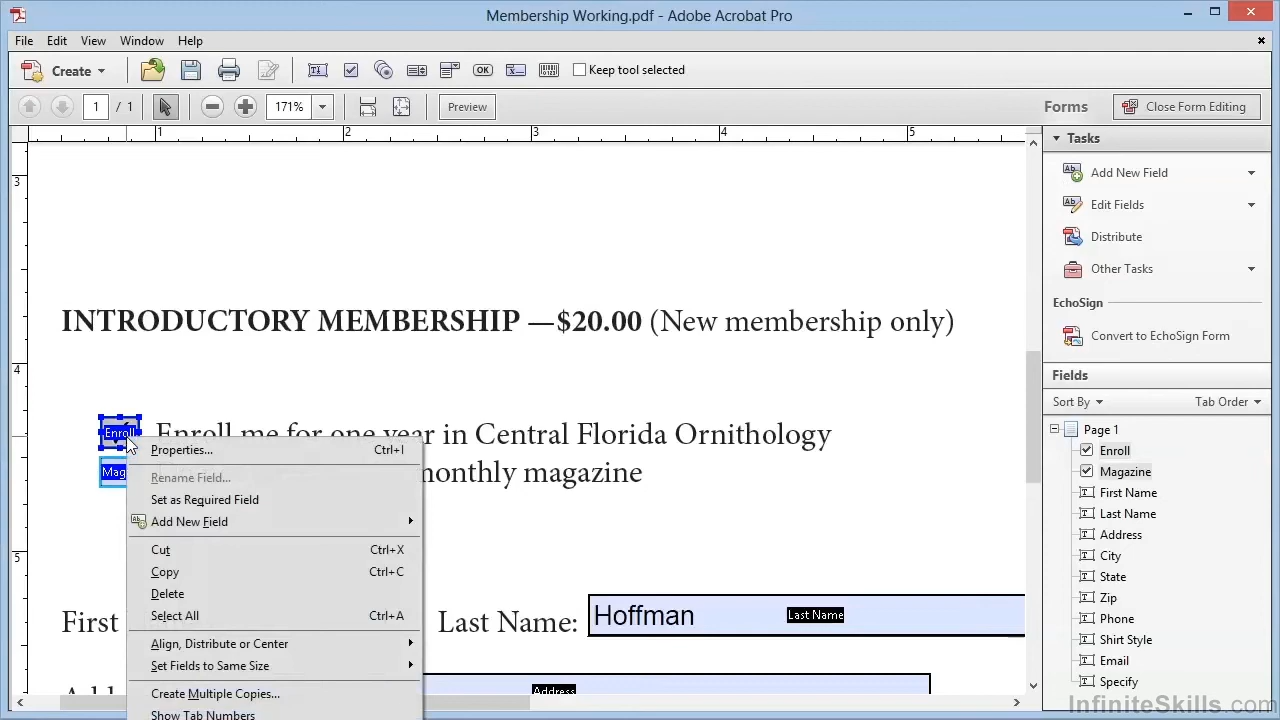 Membership Working.pdf - Adobe Acrobat Pro
File Edit View Window Help
Create
OK
Keep tool selected
1 / 1
171%
Preview
Forms
Close Form Editing
1 2 3 4 5
3
4
5
INTRODUCTORY MEMBERSHIP —$20.00 (New membership only)
Enroll
Enroll me for one year in Central Florida Ornithology
Mag
monthly magazine
First
Last Name:
Hoffman
Last Name
Address
Properties... Ctrl+I
Rename Field...
Set as Required Field
Add New Field
Cut Ctrl+X
Copy Ctrl+C
Delete
Select All Ctrl+A
Align, Distribute or Center
Set Fields to Same Size
Create Multiple Copies...
Show Tab Numbers
Tasks
Add New Field
Edit Fields
Distribute
Other Tasks
EchoSign
Convert to EchoSign Form
Fields
Sort By Tab Order
Page 1
Enroll
Magazine
First Name
Last Name
Address
City
State
Zip
Phone
Shirt Style
Email
Specify
InfiniteSkills.com